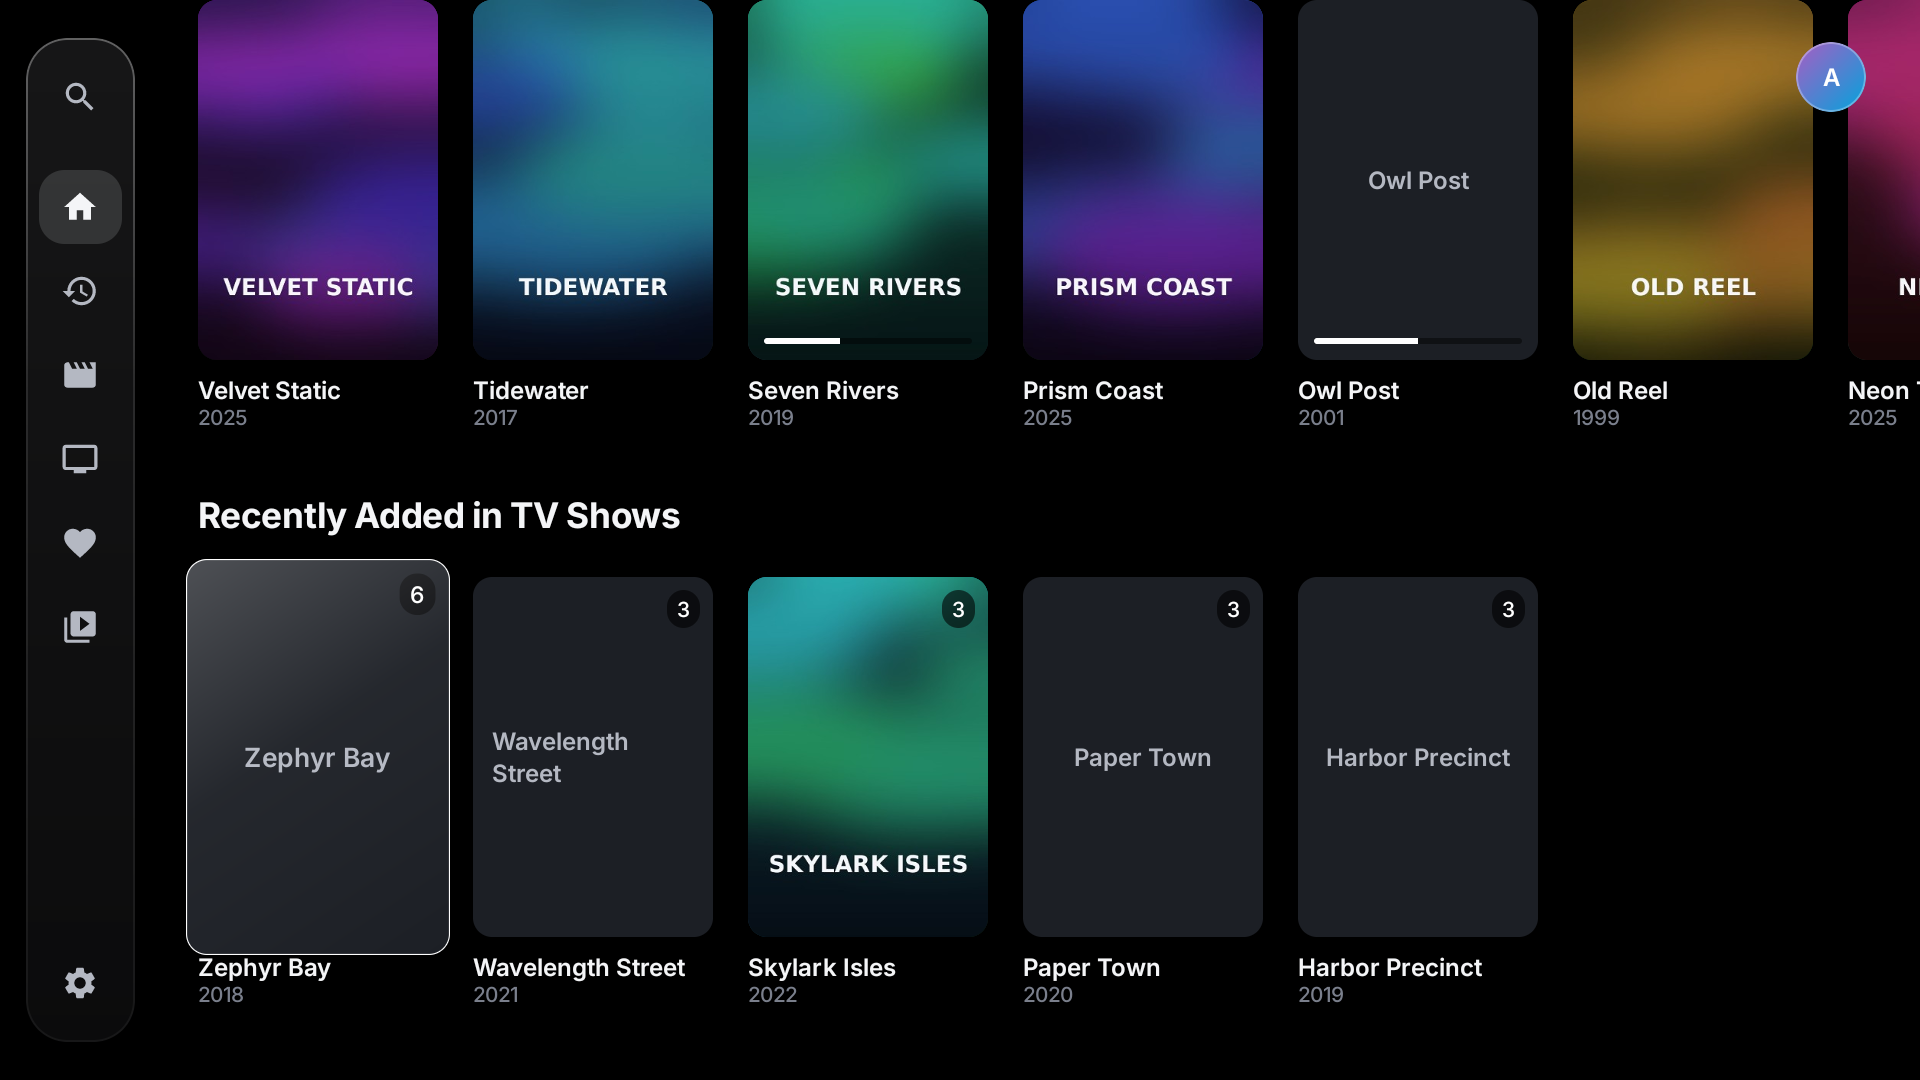 VELVET STATIC
TIDEWATER
SEVEN RIVERS
PRISM COAST
Owl Post
OLD REEL
A
Velvet Static
2025
Tidewater
2017
Seven Rivers
2019
Prism Coast
2025
Owl Post
2001
Old Reel
1999
Neon
2025
Recently Added in TV Shows
6
Zephyr Bay
3
Wavelength
Street
3
SKYLARK ISLES
3
Paper Town
3
Harbor Precinct
Zephyr Bay
2018
Wavelength Street
2021
Skylark Isles
2022
Paper Town
2020
Harbor Precinct
2019